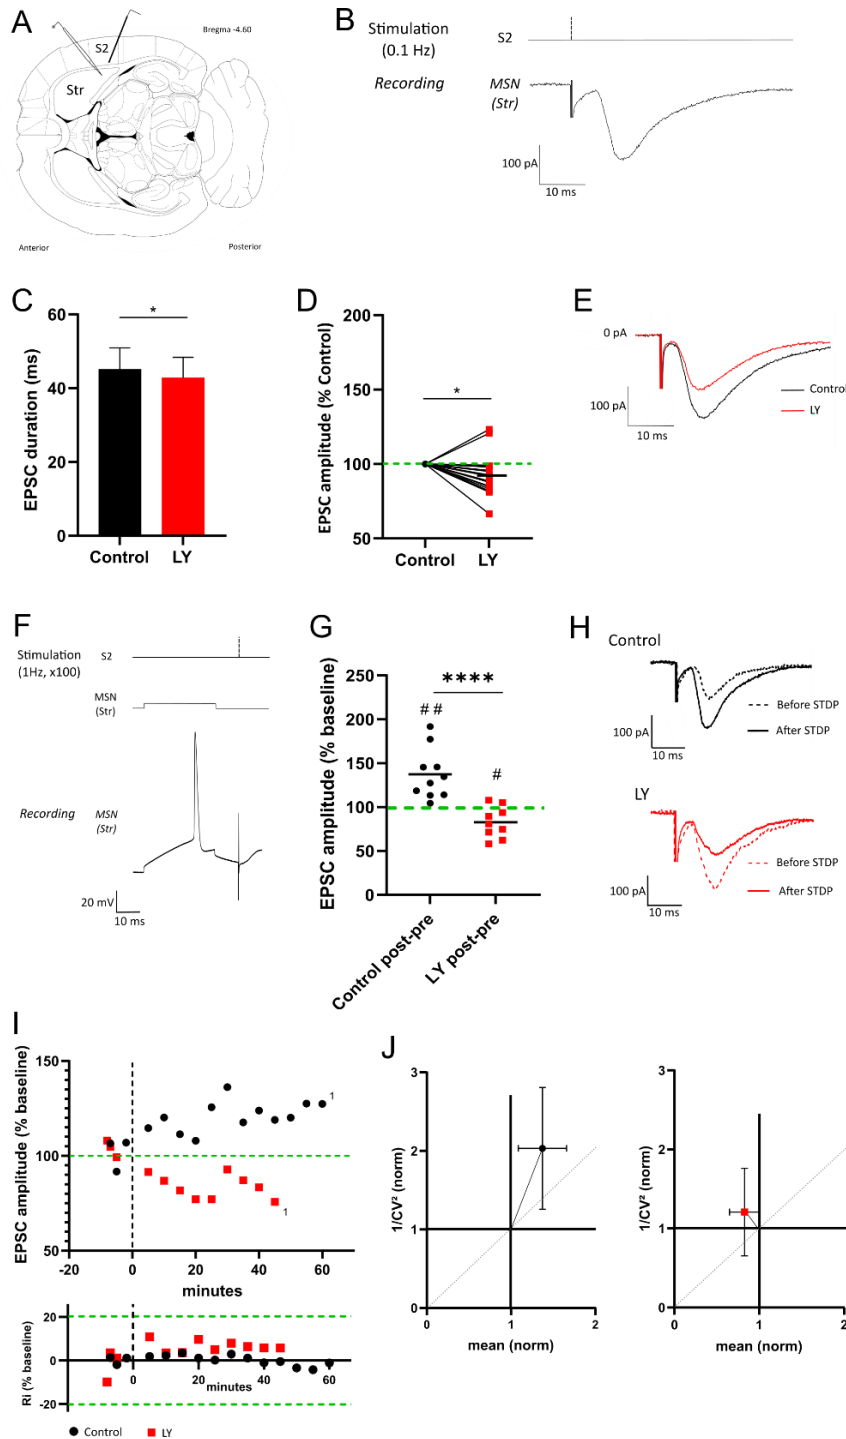 A
S2
Bregma -4.60
Str
Anterior
Posterior
B
Stimulation
(0.1 Hz)
S2
Recording
MSN
(Str)
100 pA
10 ms
C
EPSC duration (ms)
60
40
20
0
*
Control
LY
D
EPSC amplitude (% Control)
200
150
100
50
*
Control
LY
E
0 pA
100 pA
10 ms
Control
LY
F
Stimulation
(1Hz, x100)
S2
MSN
(Str)
Recording
MSN
(Str)
20 mV
10 ms
G
EPSC amplitude (% baseline)
250
200
150
100
50
0
****
##
#
Control post-pre
LY post-pre
H
Control
100 pA
10 ms
Before STDP
After STDP
LY
100 pA
10 ms
Before STDP
After STDP
I
EPSC amplitude (% baseline)
150
100
50
1
1
-20
0
20
40
60
minutes
Ri (% baseline)
20
0
-20
-20
0
20
40
60
minutes
Control
LY
J
1/CV² (norm)
3
2
1
0
0
1
2
mean (norm)
1/CV² (norm)
3
2
1
0
0
1
2
mean (norm)